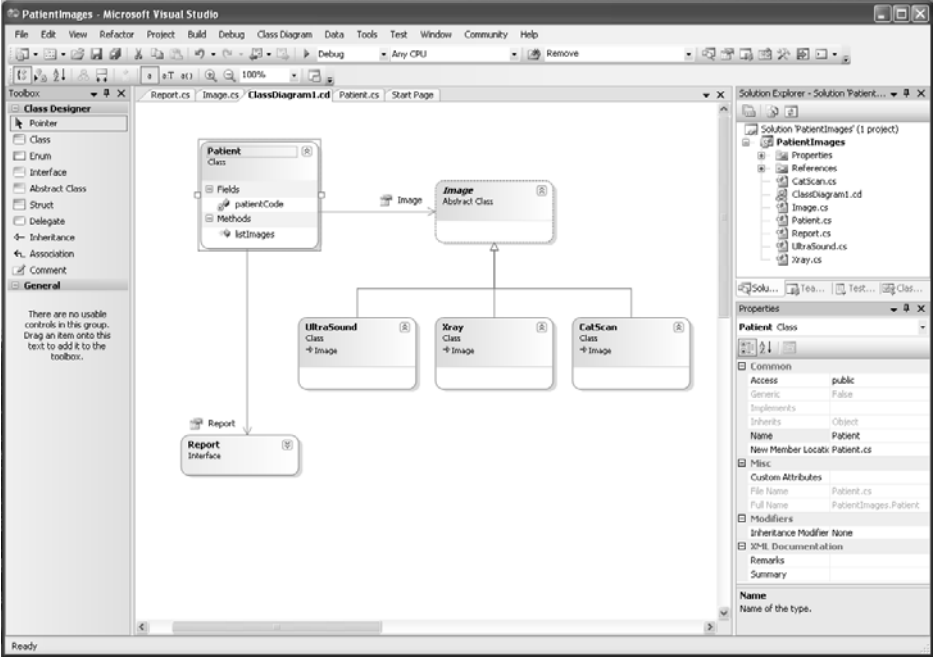 PatientImages - Microsoft Visual Studio
File Edit View Refactor Project Build Debug Class Diagram Data Tools Test Window Community Help
Debug Any CPU Remove
a a:T a() 100%
Toolbox
Class Designer
Pointer
Class
Enum
Interface
Abstract Class
Struct
Delegate
Inheritance
Association
Comment
General
There are no usable
controls in this group.
Drag an item onto this
text to add it to the
toolbox.
Report.cs Image.cs ClassDiagram1.cd Patient.cs Start Page
Patient
Class
Fields
patientCode
Methods
listImages
Image
Image
Abstract Class
UltraSound
Class
Image
Xray
Class
Image
CatScan
Class
Image
Report
Report
Interface
Solution Explorer - Solution 'Patient...
Solution 'PatientImages' (1 project)
PatientImages
Properties
References
CatScan.cs
ClassDiagram1.cd
Image.cs
Patient.cs
Report.cs
UltraSound.cs
Xray.cs
Solu... Tea... Test... Clas...
Properties
Patient Class
Common
Access public
Generic False
Implements
Inherits Object
Name Patient
New Member Locatic Patient.cs
Misc
Custom Attributes
File Name Patient.cs
Full Name PatientImages.Patient
Modifiers
Inheritance Modifier None
XML Documentation
Remarks
Summary
Name
Name of the type.
Ready